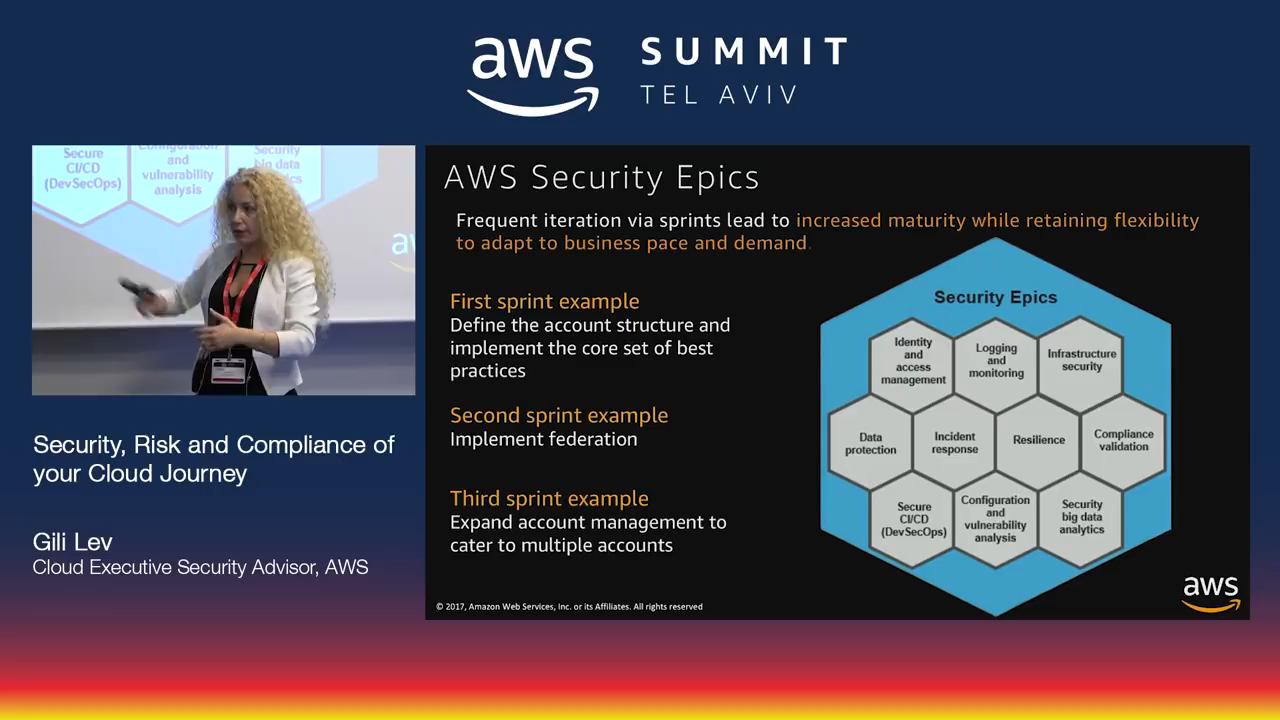 aws
SUMMIT
TEL AVIV
Secure
CI/CD
(DevSecOps)
Configuration
and
vulnerability
analysis
Security
big data
AWS Security Epics
Frequent iteration via sprints lead to increased maturity while retaining flexibility
to adapt to business pace and demand.
First sprint example
Define the account structure and
implement the core set of best
practices
Second sprint example
Implement federation
Third sprint example
Expand account management to
cater to multiple accounts
Security Epics
Identity
and
access
management
Logging
and
monitoring
Infrastructure
security
Data
protection
Incident
response
Resilience
Compliance
validation
Secure
CI/CD
(DevSecOps)
Configuration
and
vulnerability
analysis
Security
big data
analytics
© 2017, Amazon Web Services, Inc. or its Affiliates. All rights reserved
aws
Security, Risk and Compliance of
your Cloud Journey
Gili Lev
Cloud Executive Security Advisor, AWS